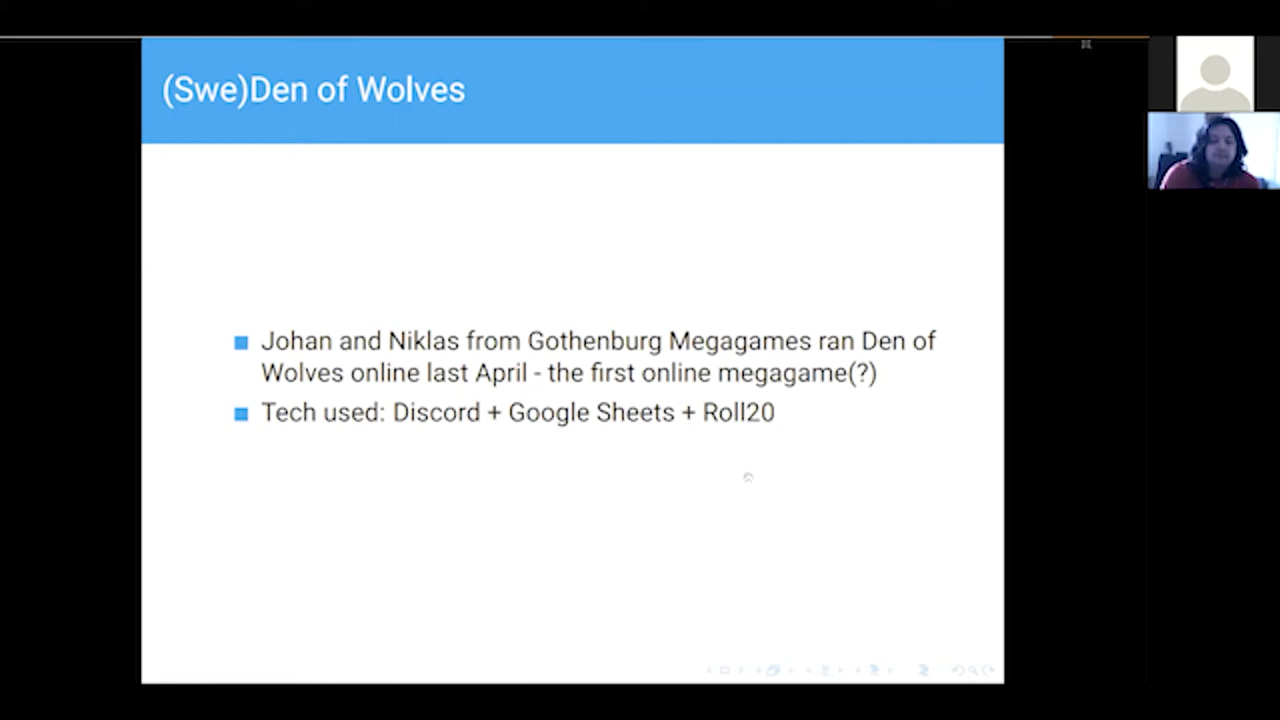 (Swe)Den of Wolves
Johan and Niklas from Gothenburg Megagames ran Den of
Wolves online last April - the first online megagame(?)
Tech used: Discord + Google Sheets + Roll20